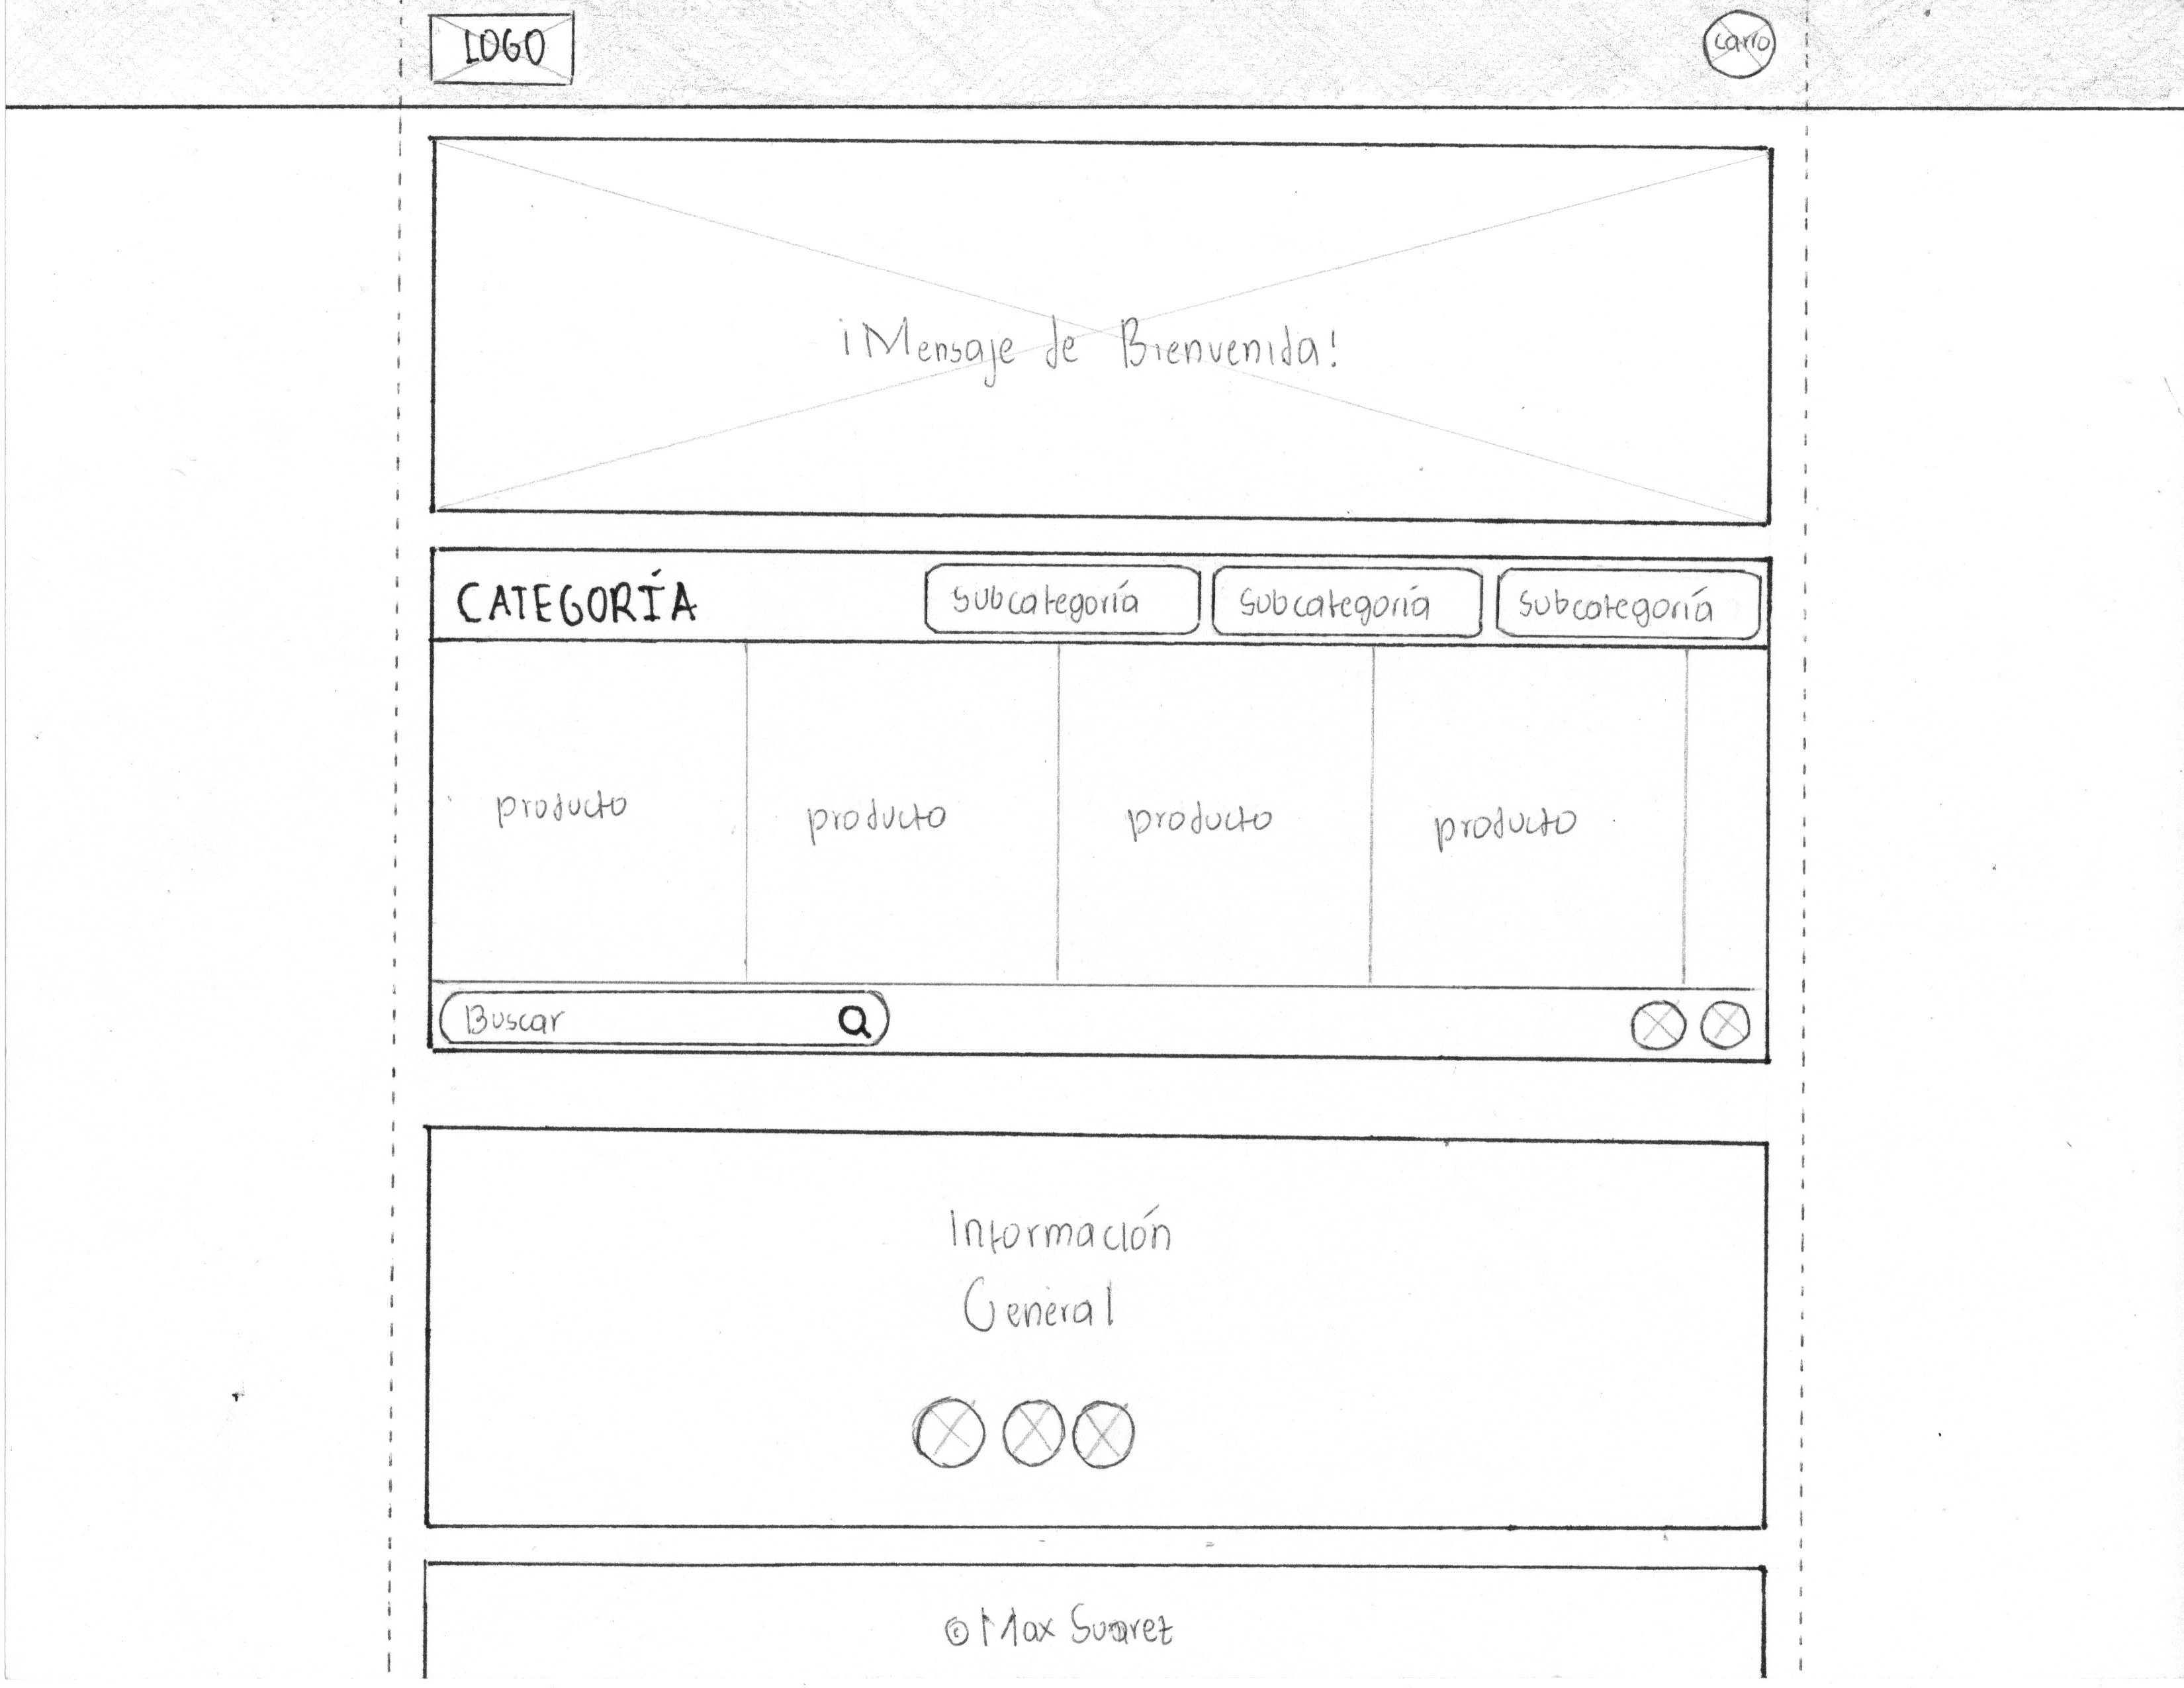 LOGO
carro
¡Mensaje de Bienvenida!
CATEGORÍA
Subcategoría
Subcategoría
Subcategoría
producto
producto
producto
producto
Buscar
Información
General
© Max Suarez